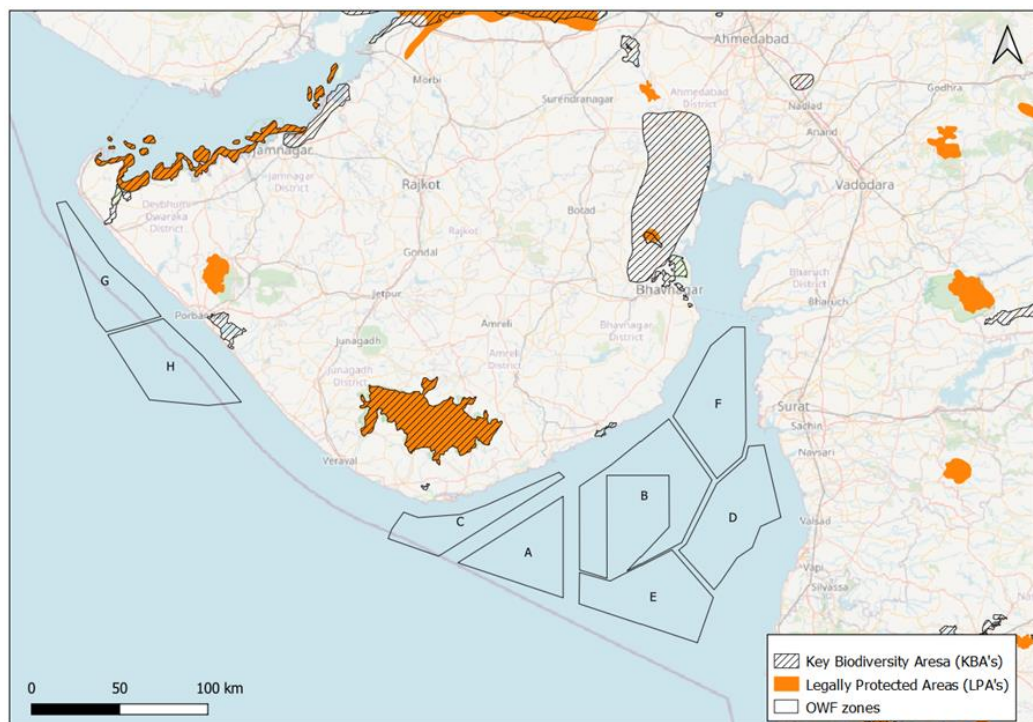 Ahmedabad
Morbi
Surendranagar
Ahmedabad
District
Nadiad
Godhra
Anand
Jamnagar
Jamnagar
District
Rajkot
Vadodara
Devbhumi
Dwarka
District
Rajkot
Botad
Gondal
Bharuch
District
G
Bhavnagar
Bharuch
Jetpur
Porban
Amreli
Bhavnagar
District
Junagadh
Amreli
District
H
Junagadh
District
F
Surat
Sachin
Navsari
Veraval
C
B
D
A
Valsad
Vapi
Silvassa
E
Key Biodiversity Aresa (KBA's)
Legally Protected Areas (LPA's)
OWF zones
0 50 100 km